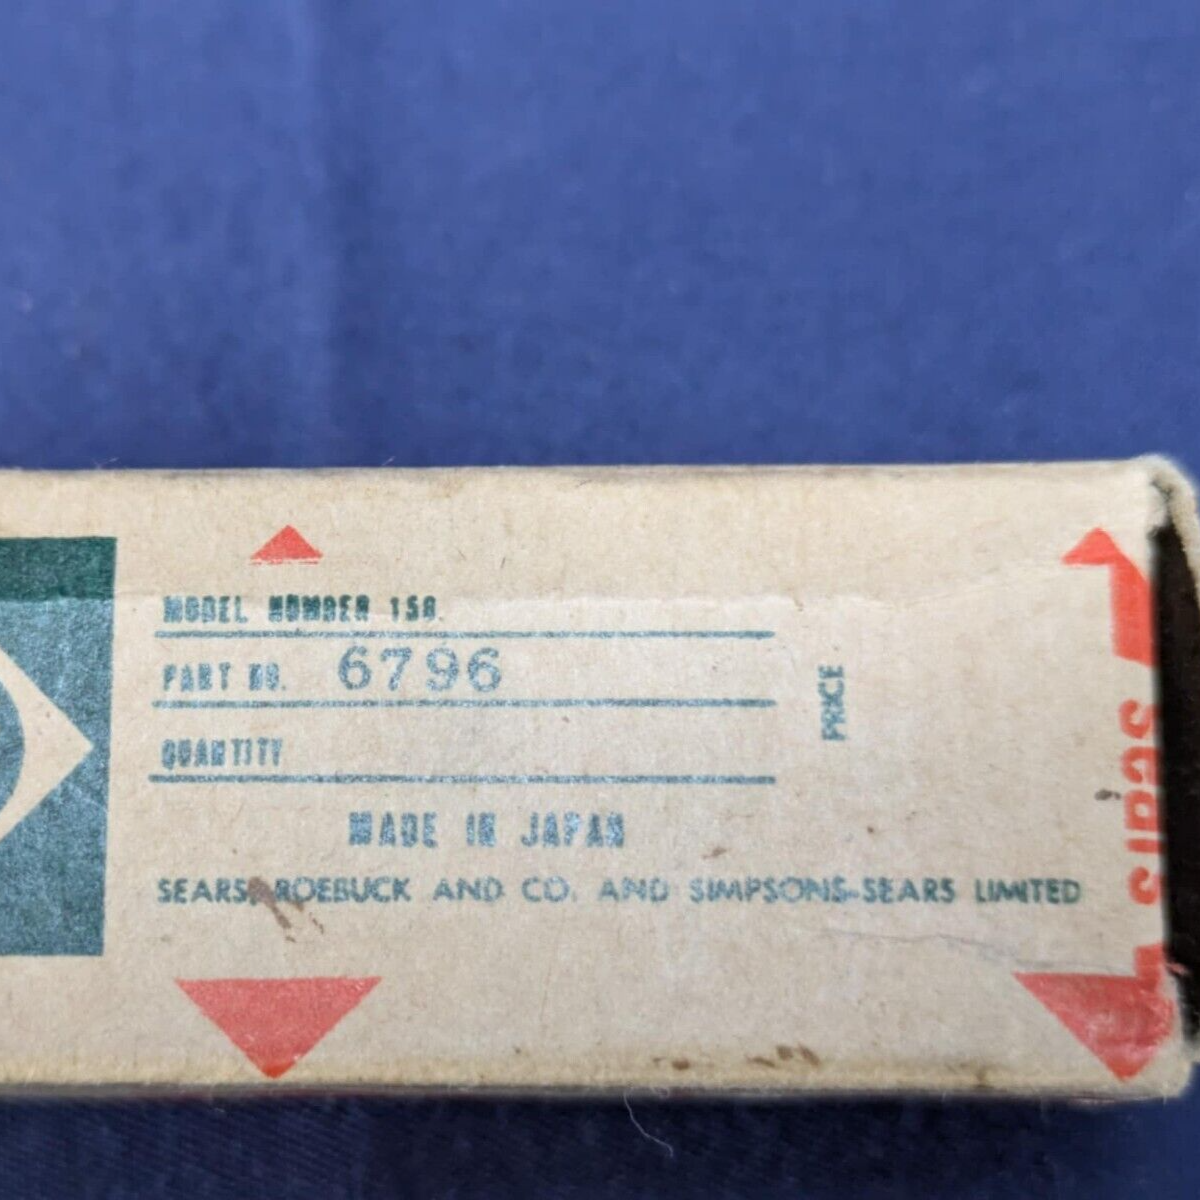 MODEL NUMBER 158.
PART NO. 6796
QUANTITY
MADE IN JAPAN
SEARS, ROEBUCK AND CO. AND SIMPSONS-SEARS LIMITED
PRICE
Sears